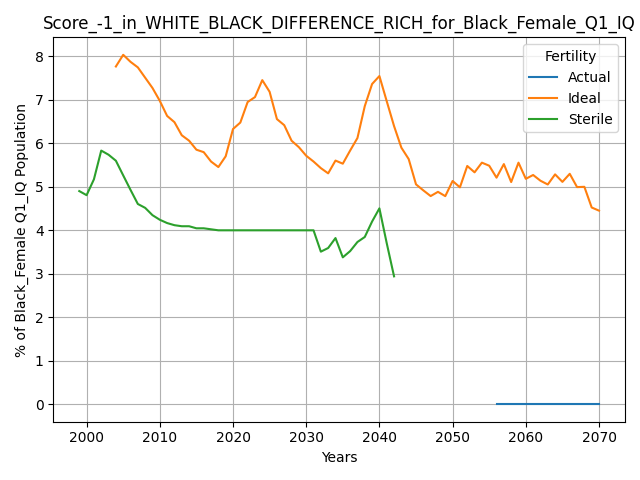 Score_-1_in_WHITE_BLACK_DIFFERENCE_RICH_for_Black_Female_Q1_IQ
% of Black_Female Q1_IQ Population
8
7
6
5
4
3
2
1
0
Fertility
Actual
Ideal
Sterile
2000 2010 2020 2030 2040 2050 2060 2070
Years